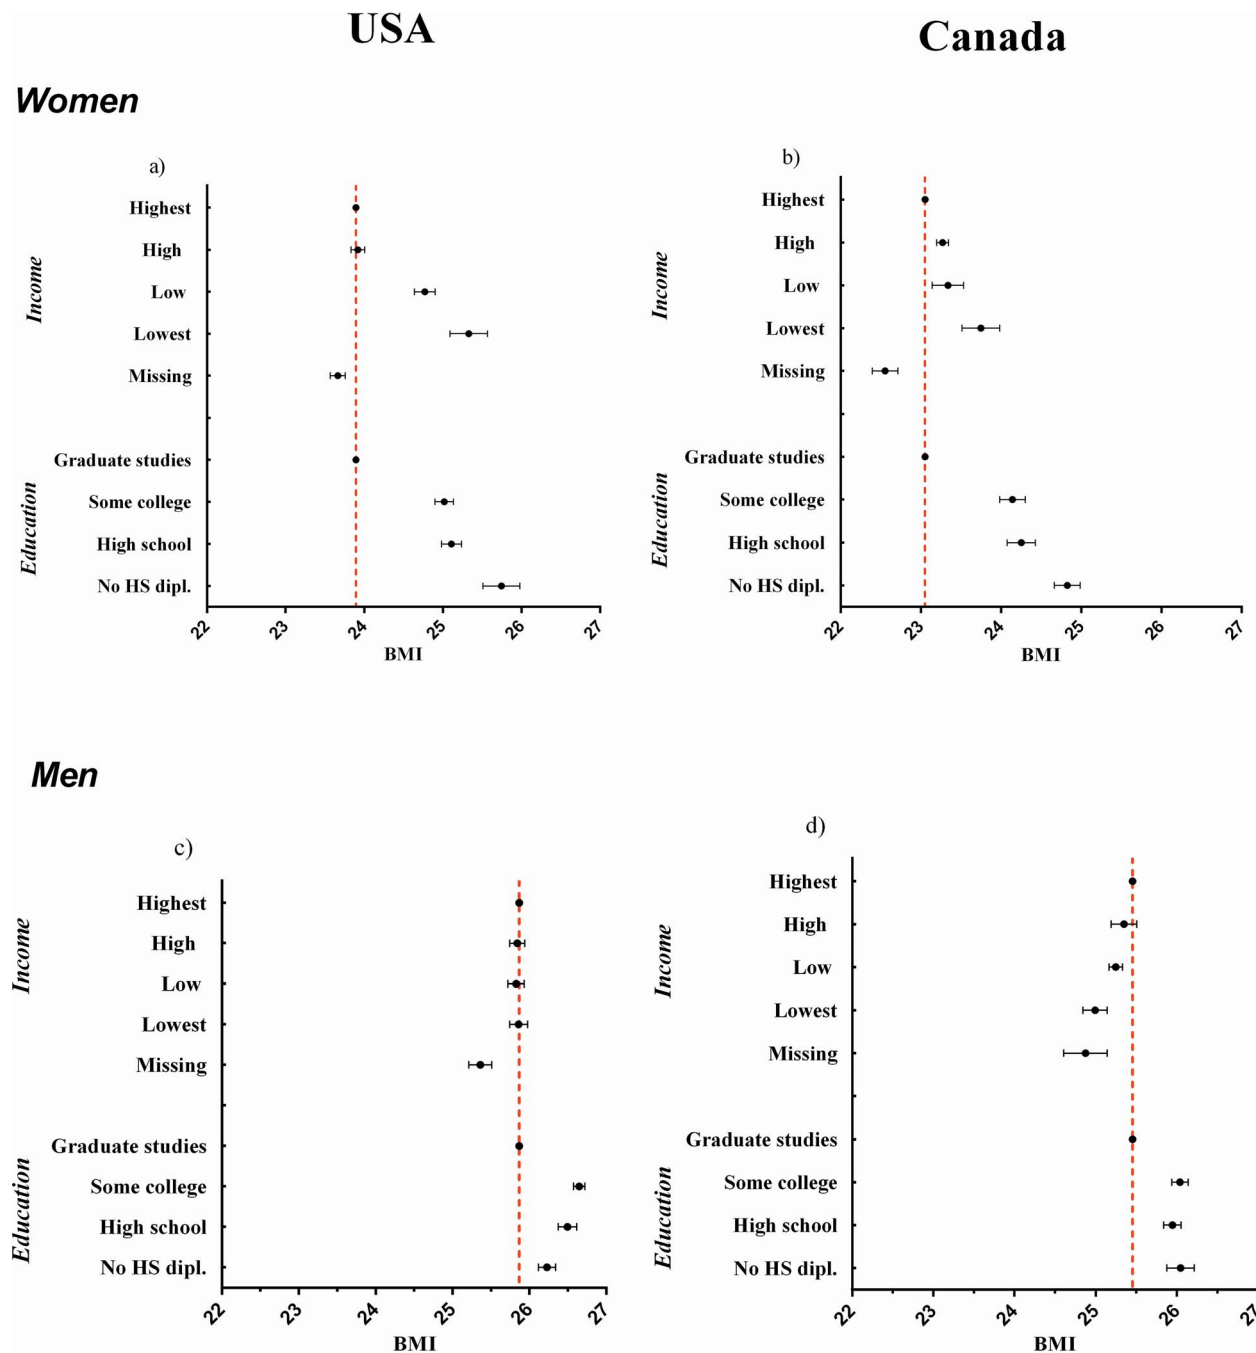 USA
Canada
Women
a)
Income
Highest
High
Low
Lowest
Missing
Education
Graduate studies
Some college
High school
No HS dipl.
22 23 24 25 26 27
BMI
b)
Income
Highest
High
Low
Lowest
Missing
Education
Graduate studies
Some college
High school
No HS dipl.
22 23 24 25 26 27
BMI
Men
c)
Income
Highest
High
Low
Lowest
Missing
Education
Graduate studies
Some college
High school
No HS dipl.
22 23 24 25 26 27
BMI
d)
Income
Highest
High
Low
Lowest
Missing
Education
Graduate studies
Some college
High school
No HS dipl.
22 23 24 25 26 27
BMI